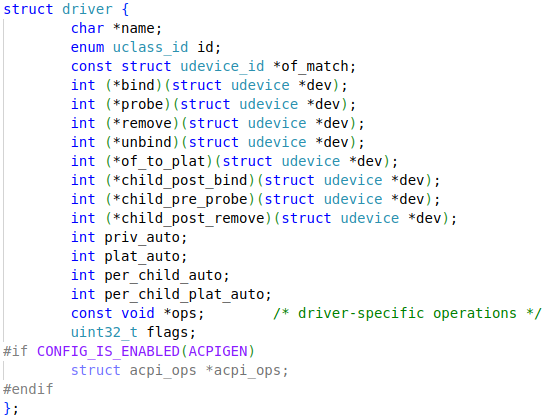 struct driver {
        char *name;
        enum uclass_id id;
        const struct udevice_id *of_match;
        int (*bind)(struct udevice *dev);
        int (*probe)(struct udevice *dev);
        int (*remove)(struct udevice *dev);
        int (*unbind)(struct udevice *dev);
        int (*of_to_plat)(struct udevice *dev);
        int (*child_post_bind)(struct udevice *dev);
        int (*child_pre_probe)(struct udevice *dev);
        int (*child_post_remove)(struct udevice *dev);
        int priv_auto;
        int plat_auto;
        int per_child_auto;
        int per_child_plat_auto;
        const void *ops;        /* driver-specific operations */
        uint32_t flags;
#if CONFIG_IS_ENABLED(ACPIGEN)
        struct acpi_ops *acpi_ops;
#endif
};